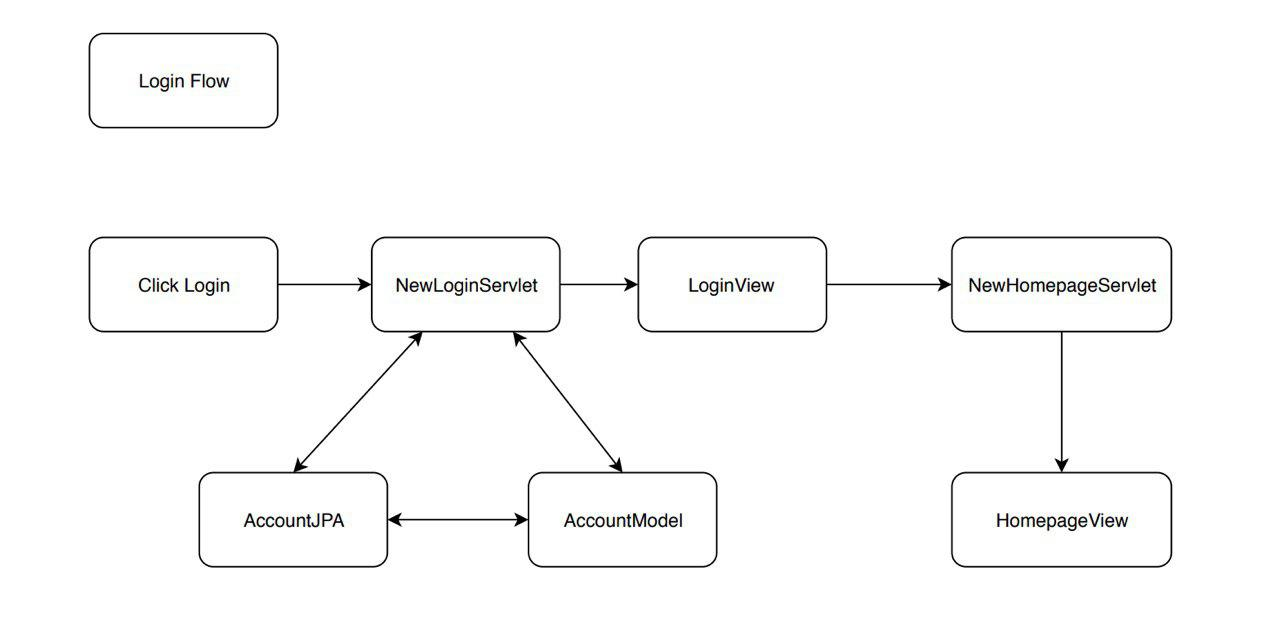 Login Flow
Click Login
NewLoginServlet
LoginView
NewHomepageServlet
AccountJPA
AccountModel
HomepageView